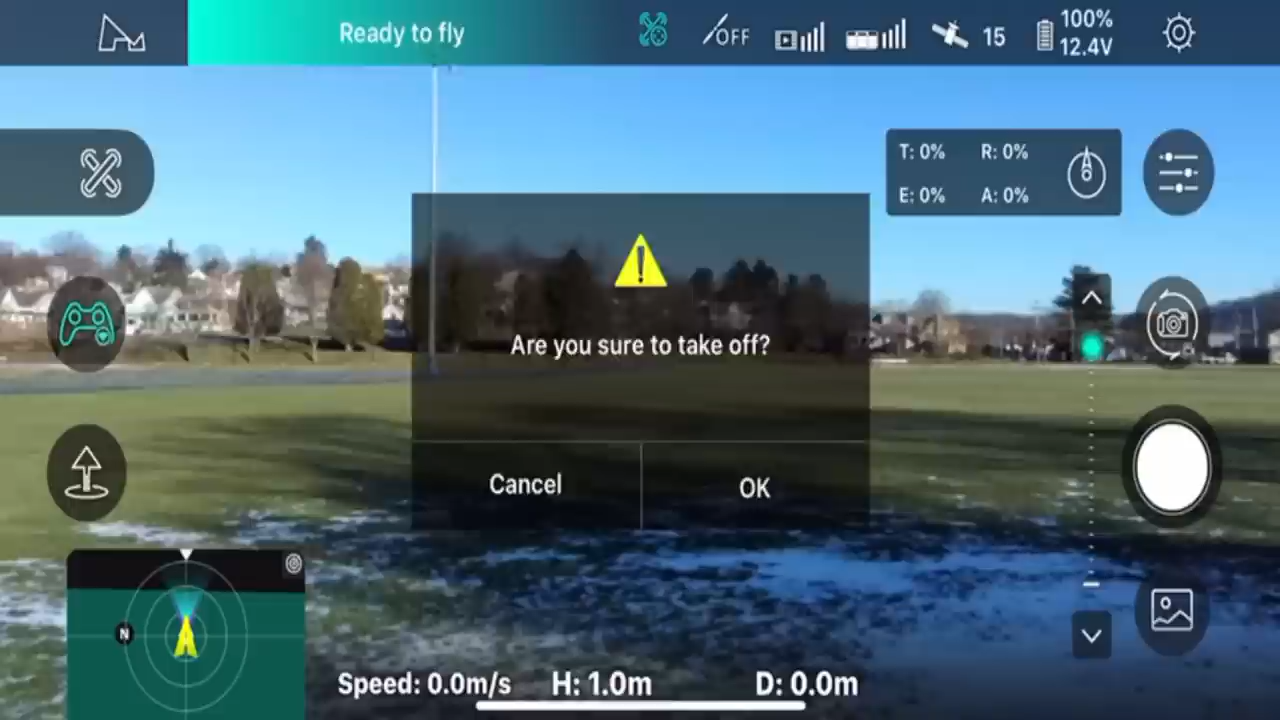 Ready to fly
OFF
15
100%
12.4V
T: 0% R: 0%
E: 0% A: 0%
Are you sure to take off?
Cancel OK
N
Speed: 0.0m/s H: 1.0m D: 0.0m